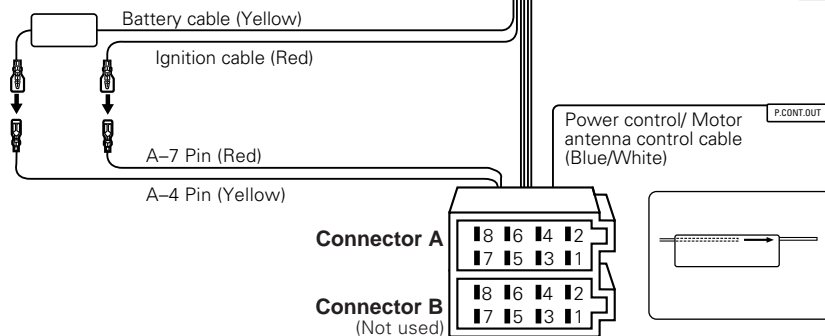 Battery cable (Yellow)
Ignition cable (Red)
P.CONT.OUT
Power control/ Motor
antenna control cable
(Blue/White)
A–7 Pin (Red)
A–4 Pin (Yellow)
Connector A
8 6 4 2
7 5 3 1
Connector B
(Not used)
8 6 4 2
7 5 3 1